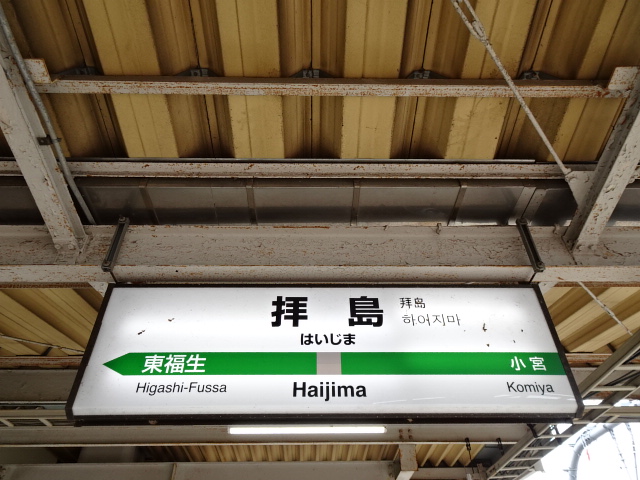 拝島
拝島
하이지마
はいじま
東福生
小宮
Higashi-Fussa
Haijima
Komiya